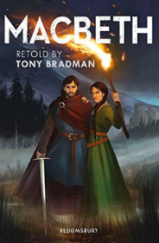 MACBETH
RETOLD BY
TONY BRADMAN
BLOOMSBURY